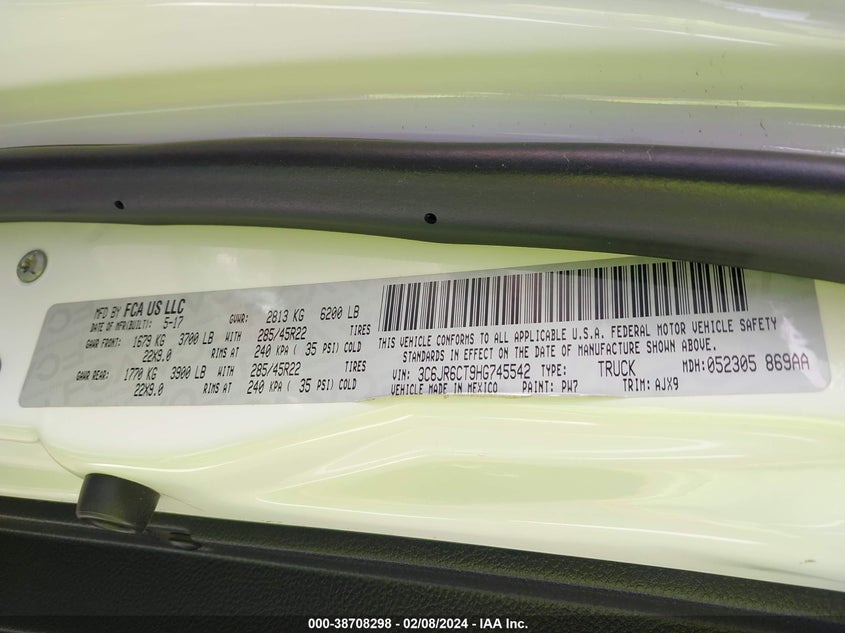 MFD BY FCA US LLC
DATE OF MFR(BUILT): 5-17 GVWR: 2813 KG 6200 LB
GAWR FRONT: 1679 KG 3700 LB WITH 285/45R22 TIRES
22X9.0 RIMS AT 240 KPA ( 35 PSI) COLD
GAWR REAR: 1770 KG 3900 LB WITH 285/45R22 TIRES
22X9.0 RIMS AT 240 KPA ( 35 PSI) COLD
THIS VEHICLE CONFORMS TO ALL APPLICABLE U.S.A. FEDERAL MOTOR VEHICLE SAFETY
STANDARDS IN EFFECT ON THE DATE OF MANUFACTURE SHOWN ABOVE.
VIN: 3C6JR6CT9HG745542 TYPE: TRUCK MDH:052305 869AA
VEHICLE MADE IN MEXICO PAINT: PW7 TRIM: AJX9
000-38708298 - 02/08/2024 - IAA Inc.